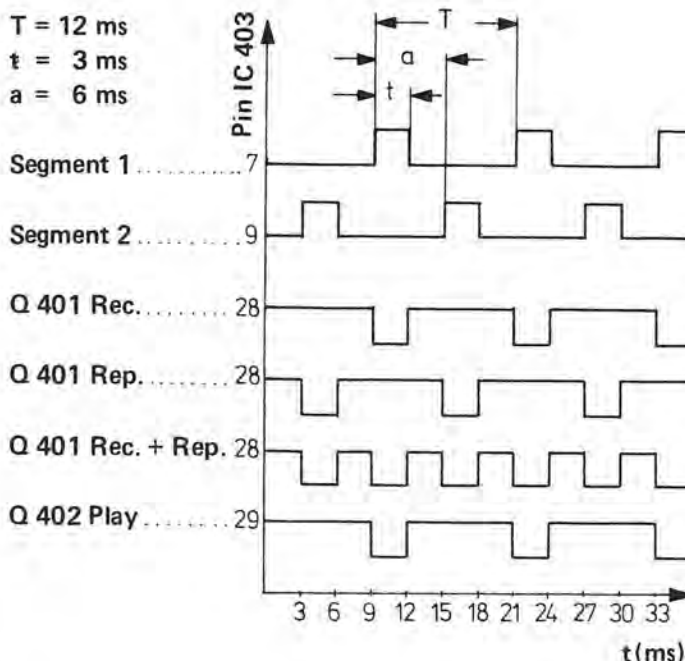 T = 12 ms
t = 3 ms
a = 6 ms
Pin IC 403
T
a
t
Segment 1 .......... 7
Segment 2 .......... 9
Q 401 Rec. .......... 28
Q 401 Rep. .......... 28
Q 401 Rec. + Rep. 28
Q 402 Play .......... 29
3 6 9 12 15 18 21 24 27 30 33
t (ms)